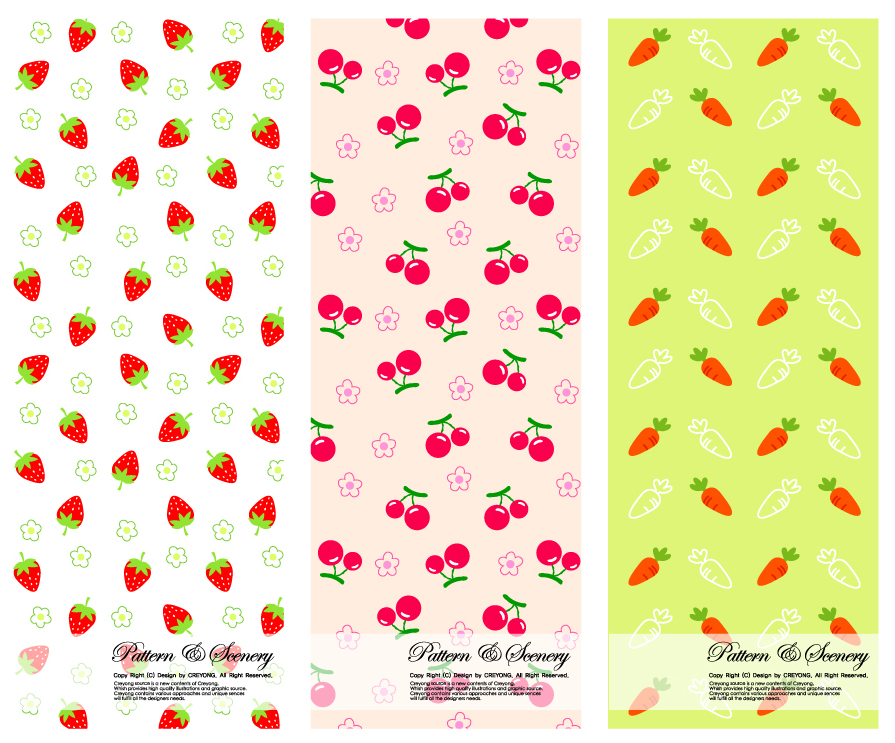 Pattern & Scenery
Copy Right (C) Design by CREYONG. All Right Reserved.
Creyong source is a new contents of Creyong.
Which provides high quality illustrations and graphic source.
Creyong contains various approaches and unique sences
will fulfill all the designers needs.
Pattern & Scenery
Copy Right (C) Design by CREYONG. All Right Reserved.
Creyong source is a new contents of Creyong.
Which provides high quality illustrations and graphic source.
Creyong contains various approaches and unique sences
will fulfill all the designers needs.
Pattern & Scenery
Copy Right (C) Design by CREYONG. All Right Reserved.
Creyong source is a new contents of Creyong.
Which provides high quality illustrations and graphic source.
Creyong contains various approaches and unique sences
will fulfill all the designers needs.